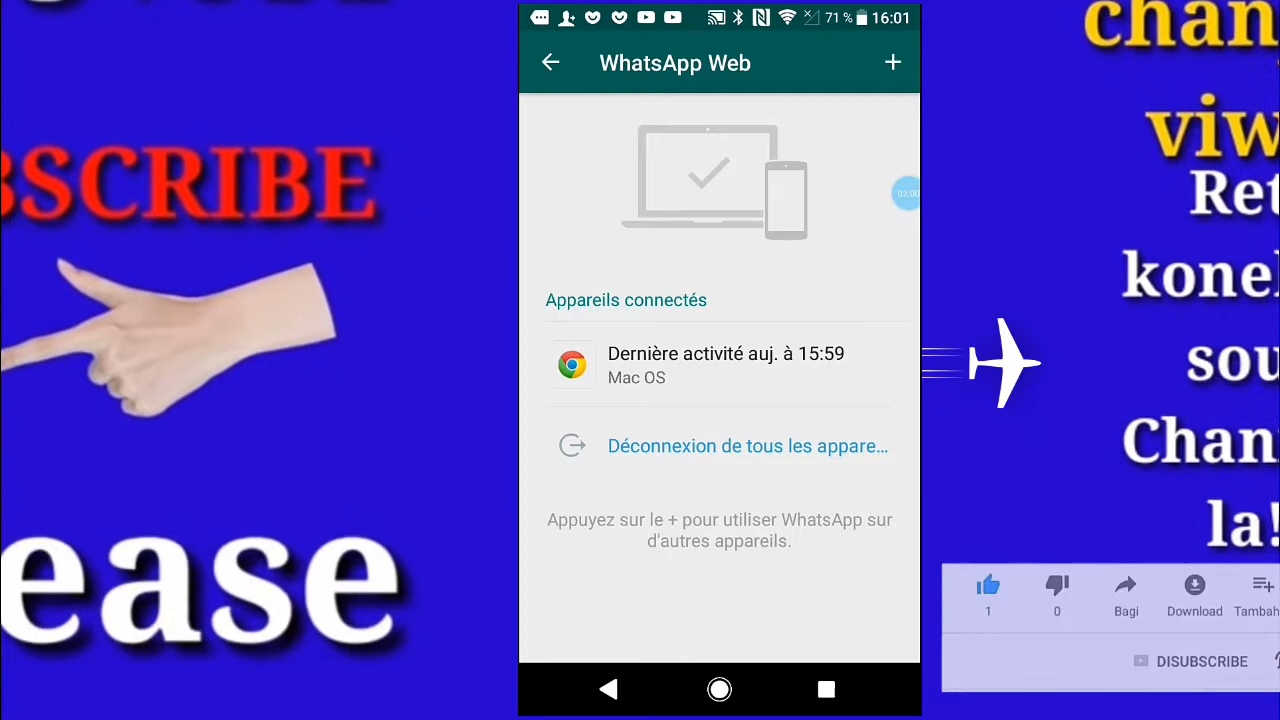 BSCRIBE
ease
71 % 16:01
WhatsApp Web
02:00
Appareils connectés
Dernière activité auj. à 15:59
Mac OS
Déconnexion de tous les appare...
Appuyez sur le + pour utiliser WhatsApp sur
d'autres appareils.
chan
viw
Ret
sou
Chan
la!
1
0
Bagi
Download
Tambah
DISUBSCRIBE